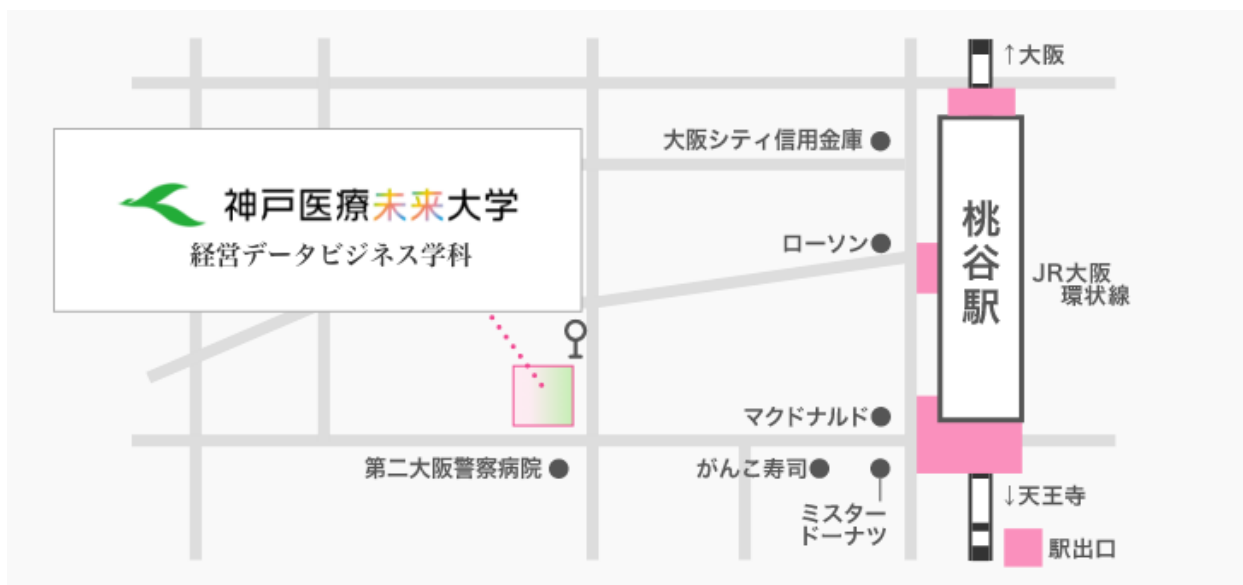 ↑大阪
大阪シティ信用金庫
神戸医療未来大学
経営データビジネス学科
ローソン
桃谷駅
JR大阪
環状線
マクドナルド
第二大阪警察病院
がんこ寿司
ミスター
ドーナツ
↓天王寺
駅出口